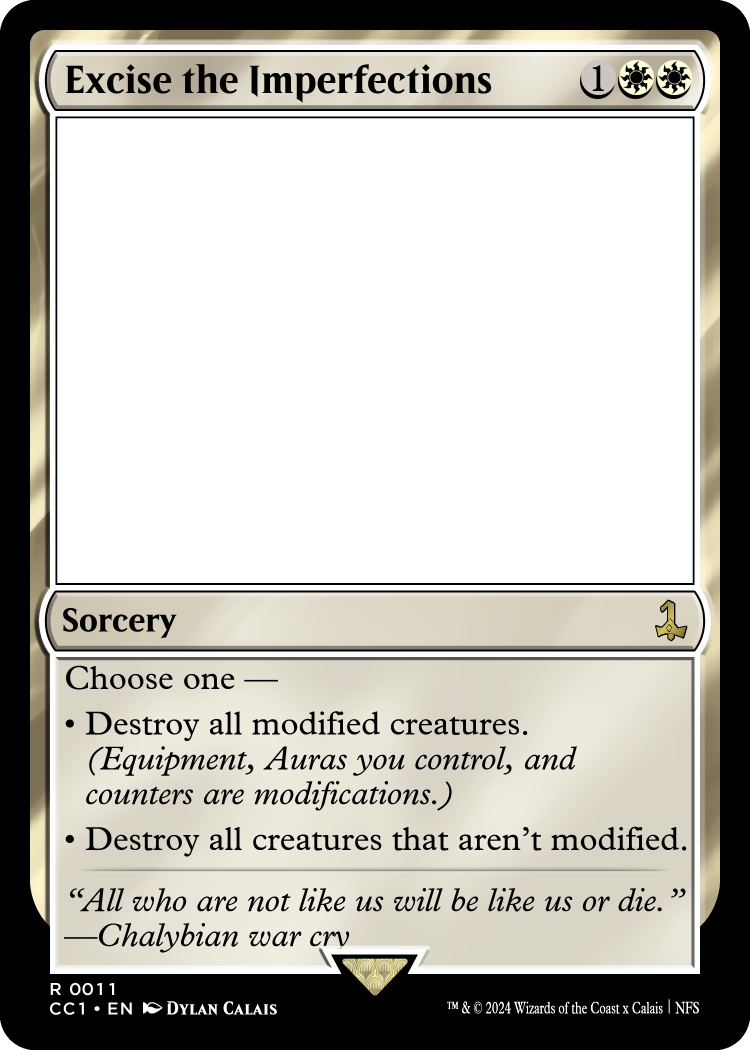 Excise the Imperfections 1
Sorcery
Choose one —
• Destroy all modified creatures.
(Equipment, Auras you control, and
counters are modifications.)
• Destroy all creatures that aren’t modified.
“All who are not like us will be like us or die.”
—Chalybian war cry
R 0011
CC1 • EN Dylan Calais
™ & © 2024 Wizards of the Coast x Calais | NFS